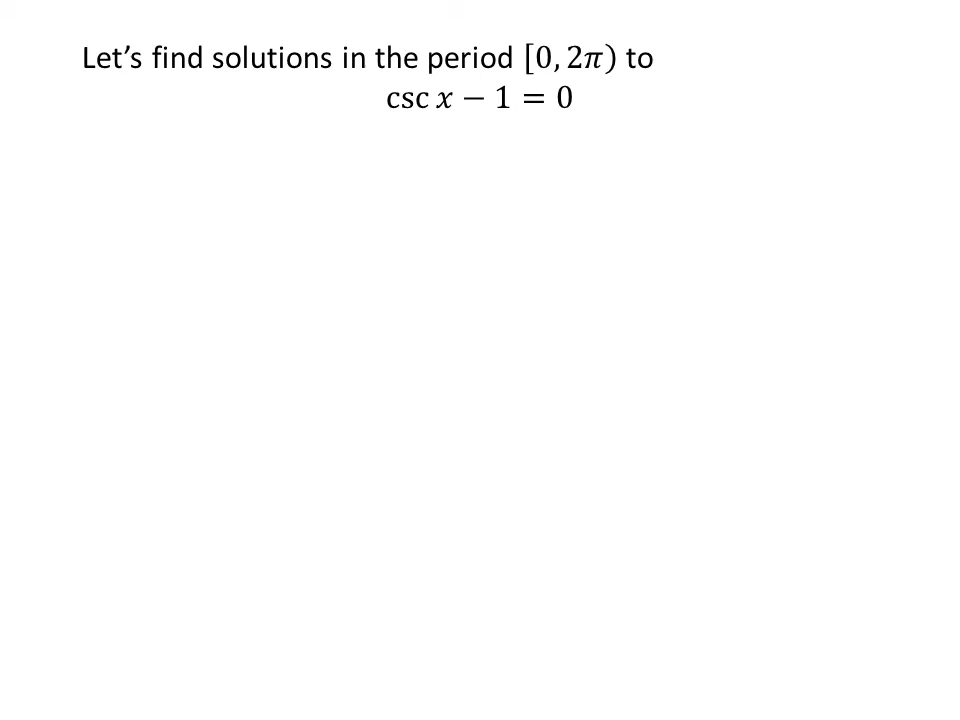 Let’s find solutions in the period [0, 2𝜋) to
csc 𝑥 − 1 = 0